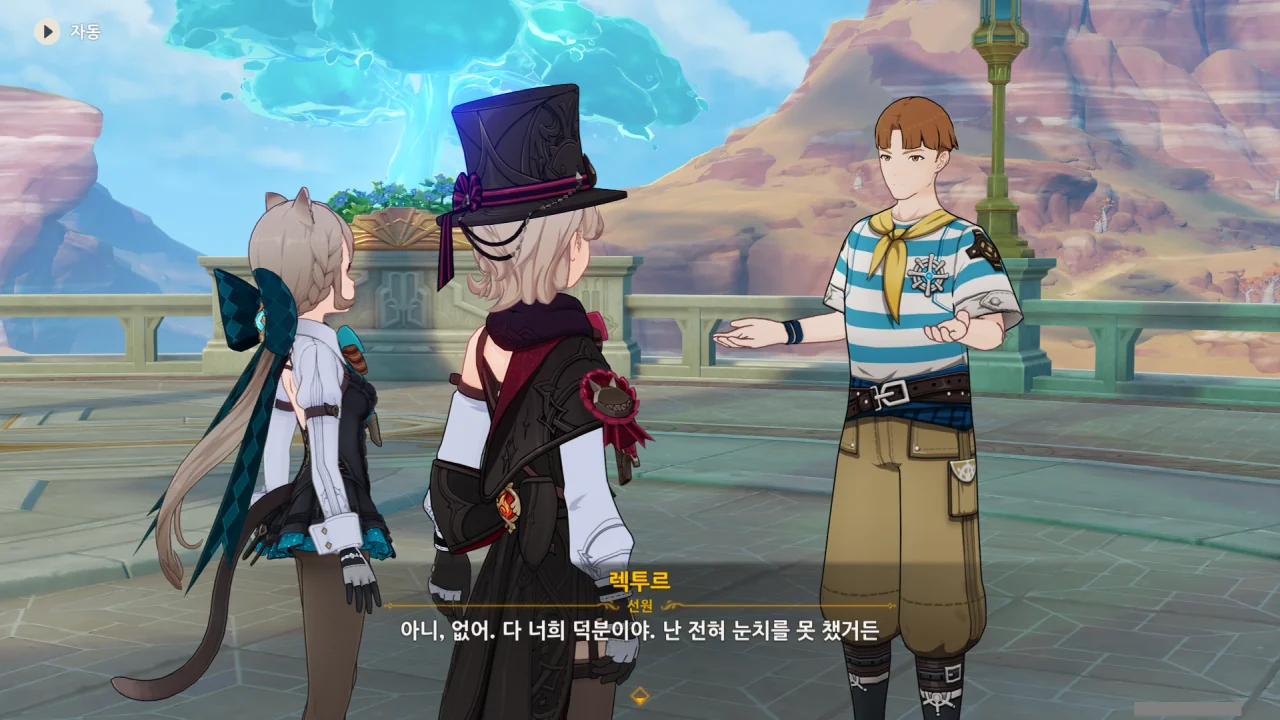 자동
렉투르
선원
아니, 없어. 다 너희 덕분이야. 난 전혀 눈치를 못 챘거든